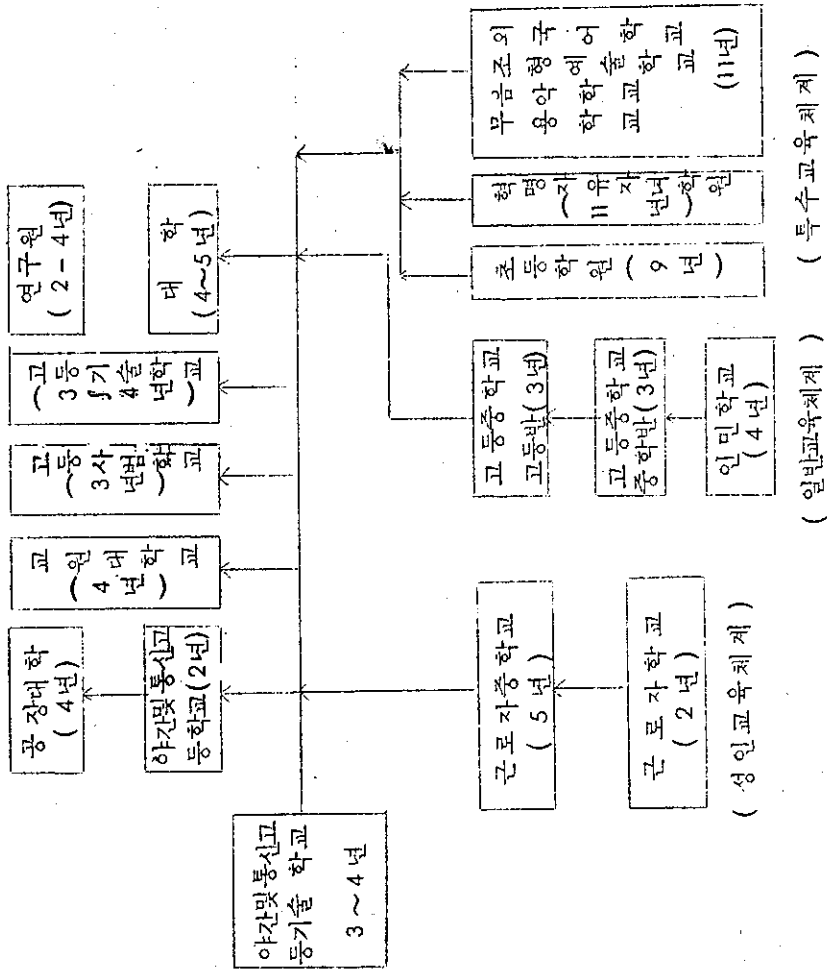 공장대학
(4년)
교원대학교
(4년)
고등사범학교
(3년)
고등기술학교
(3~4년)
연구원
(2-4년)
야간및통신고
등학교(2년)
대학
(4~5년)
야간및통신고
등기술 학교
3~4년
근로자중학교
(5년)
근로자학교
(2년)
(성인교육체계)
고등중학교
고등반(3년)
고등중학교
중학반(3년)
인민학교
(4년)
(일반교육체계)
초등학원(9년)
혁명자유자녀학원
(11년)
외국어학교
조형예술학교
음악학교
무용학교
(11년)
(특수교육체계)